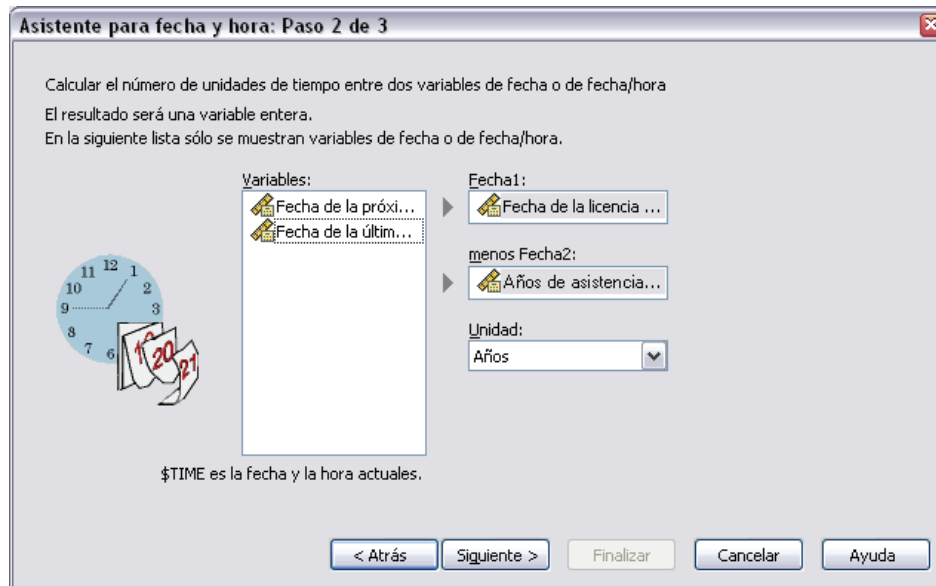 Asistente para fecha y hora: Paso 2 de 3
Calcular el número de unidades de tiempo entre dos variables de fecha o de fecha/hora
El resultado será una variable entera.
En la siguiente lista sólo se muestran variables de fecha o de fecha/hora.
Variables:
Fecha de la próxi...
Fecha de la últim...
Fecha1:
Fecha de la licencia ...
menos Fecha2:
Años de asistencia...
Unidad:
Años
11 12 1
10 2
9 3
8
7 6
19 20 21
$TIME es la fecha y la hora actuales.
< Atrás Siguiente > Finalizar Cancelar Ayuda